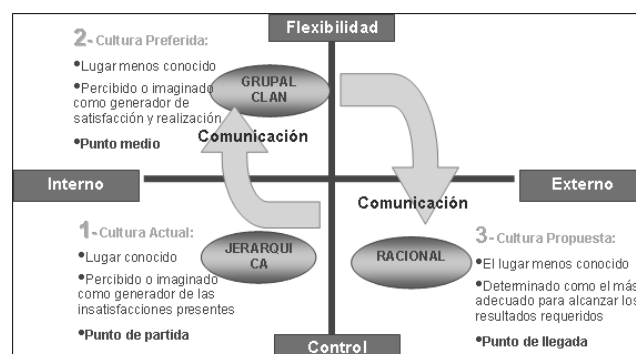 Flexibilidad
2- Cultura Preferida:
•Lugar menos conocido
•Percibido o imaginado
como generador de
satisfacción y realización
•Punto medio
GRUPAL
CLAN
Comunicación
Interno
Externo
Comunicación
1- Cultura Actual:
•Lugar conocido
•Percibido o imaginado
como generador de las
insatisfacciones presentes
•Punto de partida
JERARQUI
CA
RACIONAL
3- Cultura Propuesta:
•El lugar menos conocido
•Determinado como el más
adecuado para alcanzar los
resultados requeridos
•Punto de llegada
Control